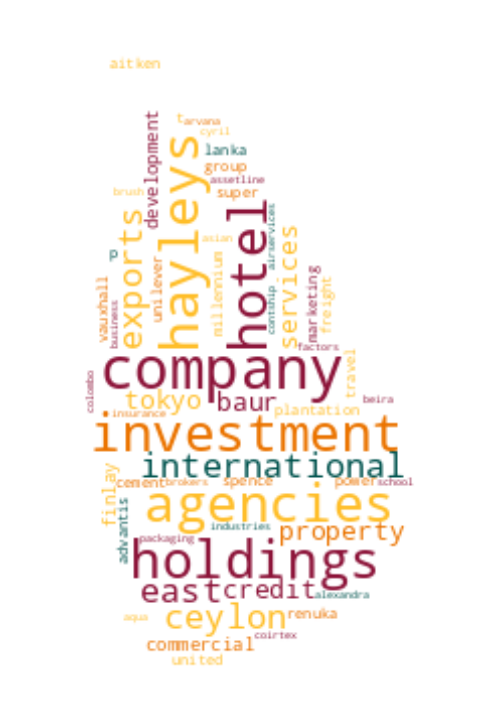 aitken
development
t
arvana
cyril
hayleys
lanka
group
assetline
super
brush
exports
hotel
airservices
asian
services
p
unilever
millennium
contship
marketing
freight
vauxhall
business
factors
company
travel
colombo
tokyo
baur
beira
plantation
insurance
investment
international
finlay
cement
brokers
spence
power
school
agencies
advantis
industries
property
packaging
holdings
east
credit
alexandra
ceylon
aqua
renuka
coirtex
commercial
united